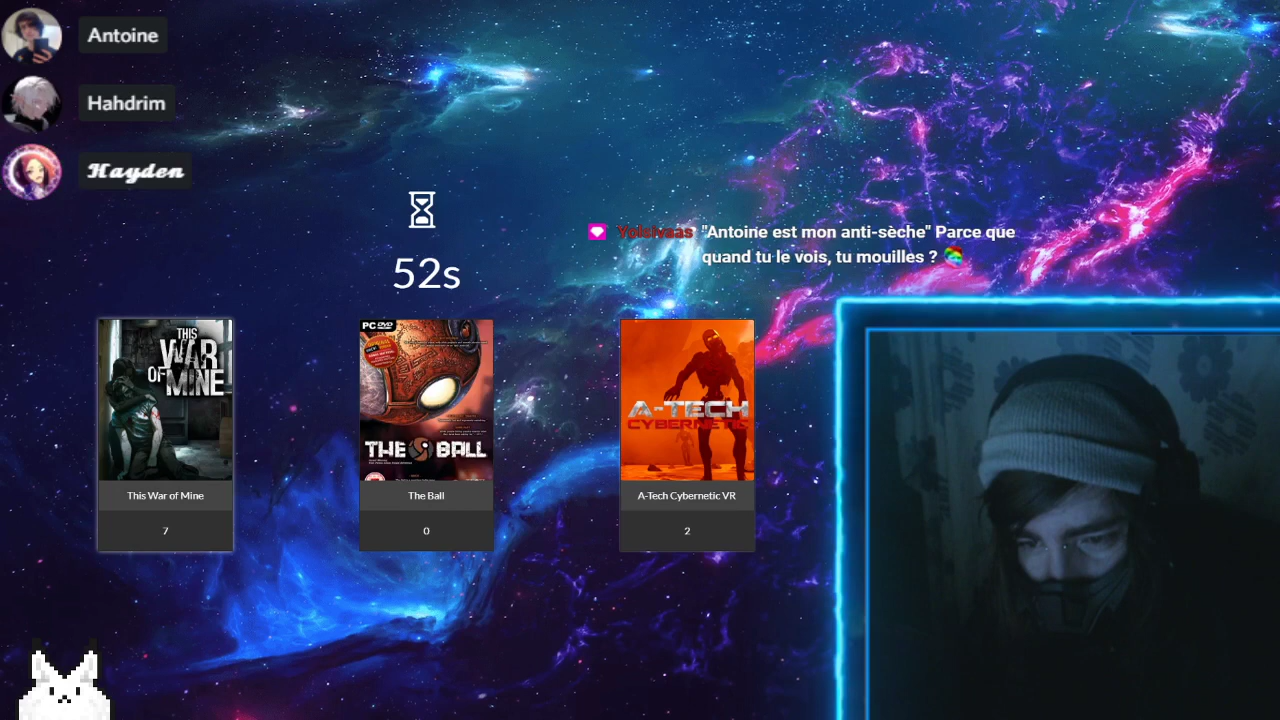 Antoine
Hahdrim
Hayden
52s
Volsivaas "Antoine est mon anti-sèche" Parce que
quand tu le vois, tu mouilles ?
THIS
WAR
OF MINE
This War of Mine
7
PC DVD
THE BALL
The Ball
0
A-TECH
CYBERNETIC
A-Tech Cybernetic VR
2